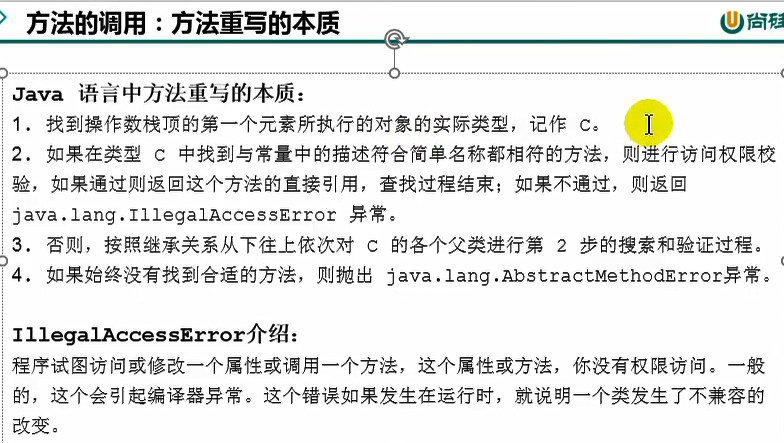 方法的调用：方法重写的本质
尚硅
Java 语言中方法重写的本质：
1. 找到操作数栈顶的第一个元素所执行的对象的实际类型，记作 C。
2. 如果在类型 C 中找到与常量中的描述符合简单名称都相符的方法，则进行访问权限校
验，如果通过则返回这个方法的直接引用，查找过程结束；如果不通过，则返回
java.lang.IllegalAccessError 异常。
3. 否则，按照继承关系从下往上依次对 C 的各个父类进行第 2 步的搜索和验证过程。
4. 如果始终没有找到合适的方法，则抛出 java.lang.AbstractMethodError异常。
IllegalAccessError介绍：
程序试图访问或修改一个属性或调用一个方法，这个属性或方法，你没有权限访问。一般
的，这个会引起编译器异常。这个错误如果发生在运行时，就说明一个类发生了不兼容的
改变。